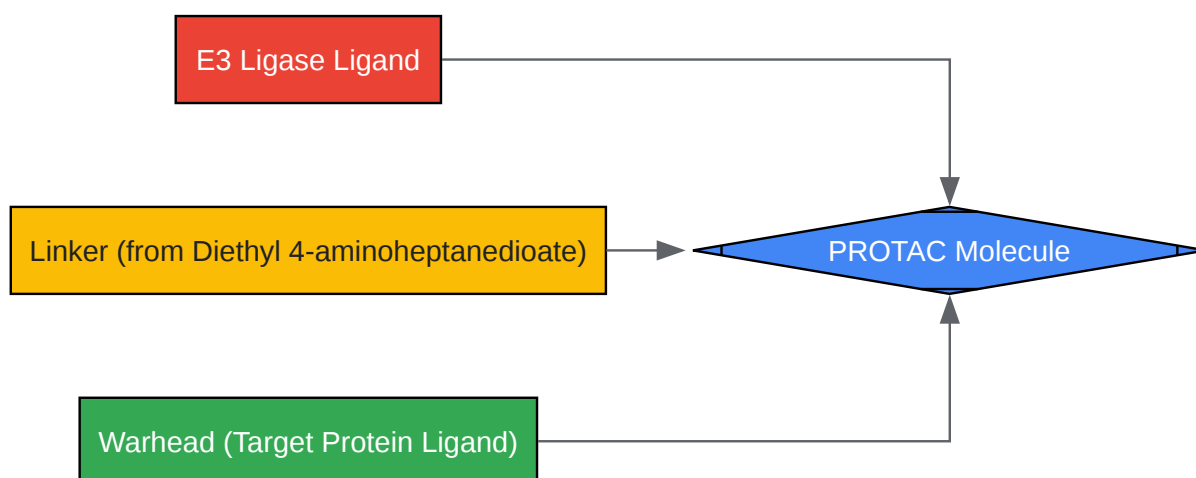 E3 Ligase Ligand
Linker (from Diethyl 4-aminoheptanedioate)
PROTAC Molecule
Warhead (Target Protein Ligand)